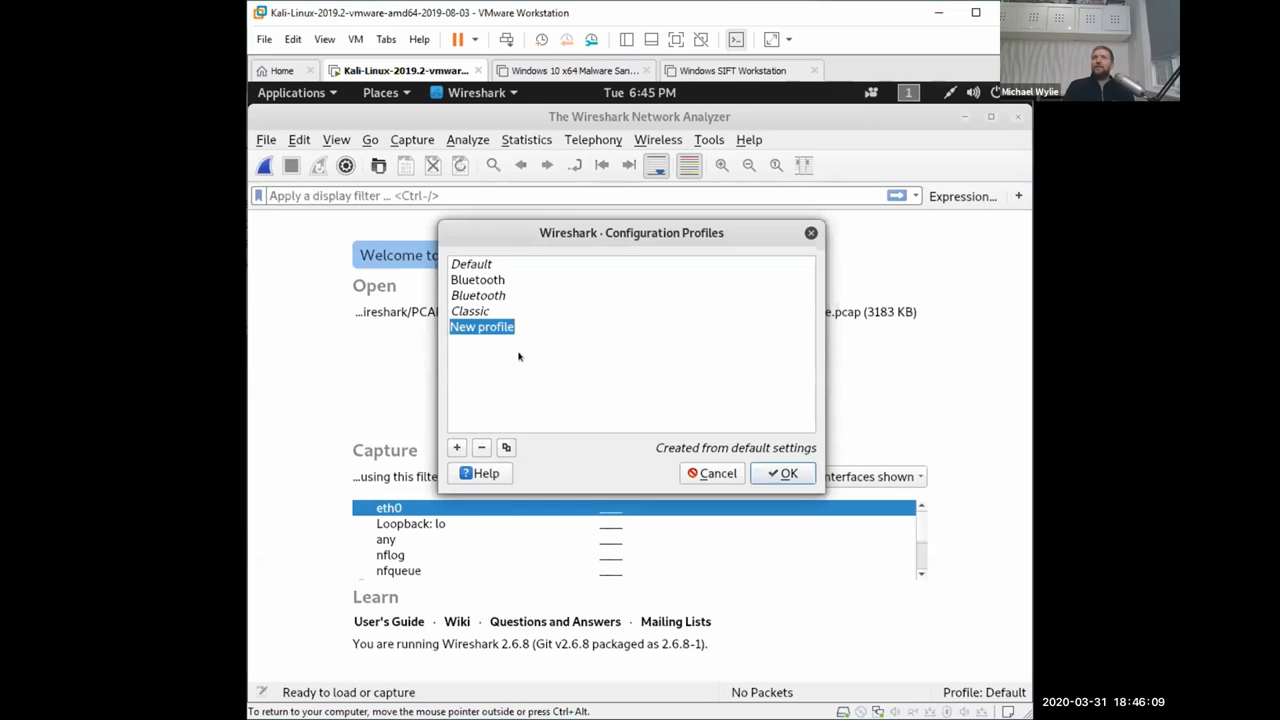 Kali-Linux-2019.2-vmware-amd64-2019-08-03 - VMware Workstation
File Edit View VM Tabs Help
Home Kali-Linux-2019.2-vmwar... Windows 10 x64 Malware San... Windows SIFT Workstation
Michael Wylie
Applications Places Wireshark Tue 6:45 PM 1
The Wireshark Network Analyzer
File Edit View Go Capture Analyze Statistics Telephony Wireless Tools Help
Apply a display filter ... <Ctrl-/> Expression... +
Wireshark · Configuration Profiles
Default
Bluetooth
Bluetooth
Classic
New profile
Created from default settings
Help Cancel OK
Welcome to
Open
...ireshark/PCAP e.pcap (3183 KB)
Capture
...using this filte nterfaces shown
eth0
Loopback: lo
any
nflog
nfqueue
Learn
User's Guide · Wiki · Questions and Answers · Mailing Lists
You are running Wireshark 2.6.8 (Git v2.6.8 packaged as 2.6.8-1).
Ready to load or capture No Packets Profile: Default
To return to your computer, move the mouse pointer outside or press Ctrl+Alt.
2020-03-31 18:46:09